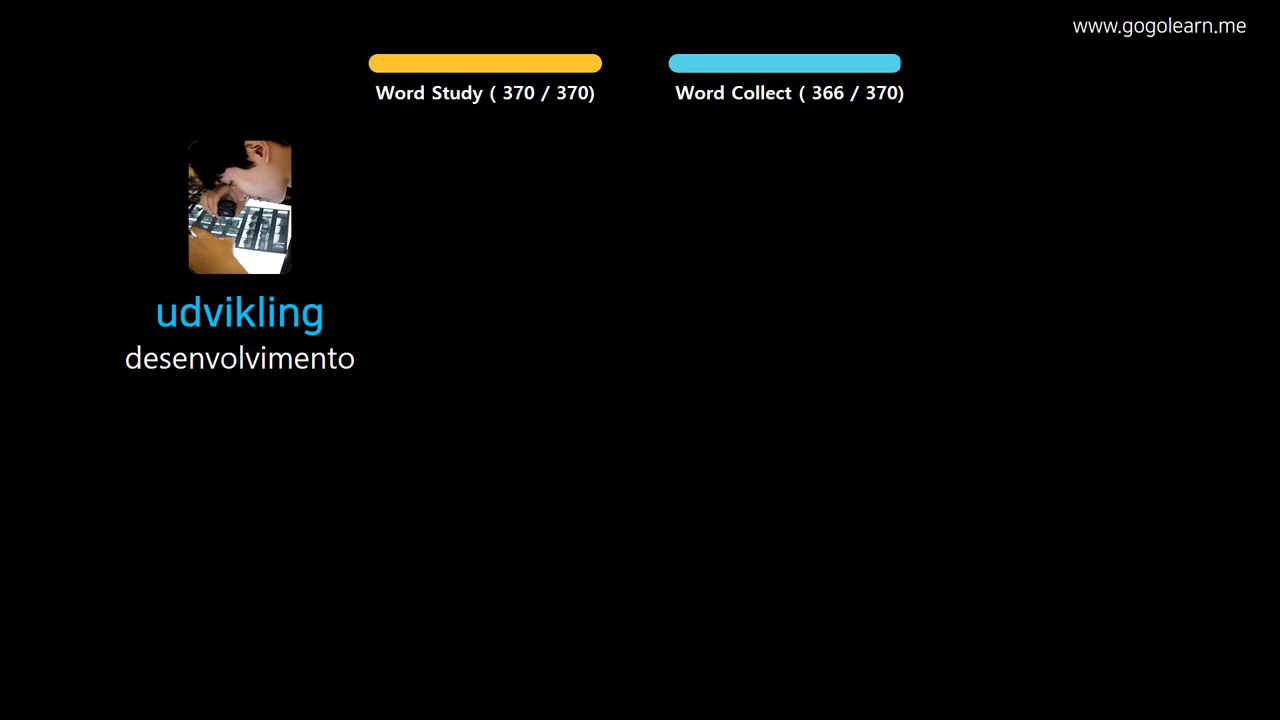 www.gogolearn.me
Word Study ( 370 / 370)
Word Collect ( 366 / 370)
udvikling
desenvolvimento